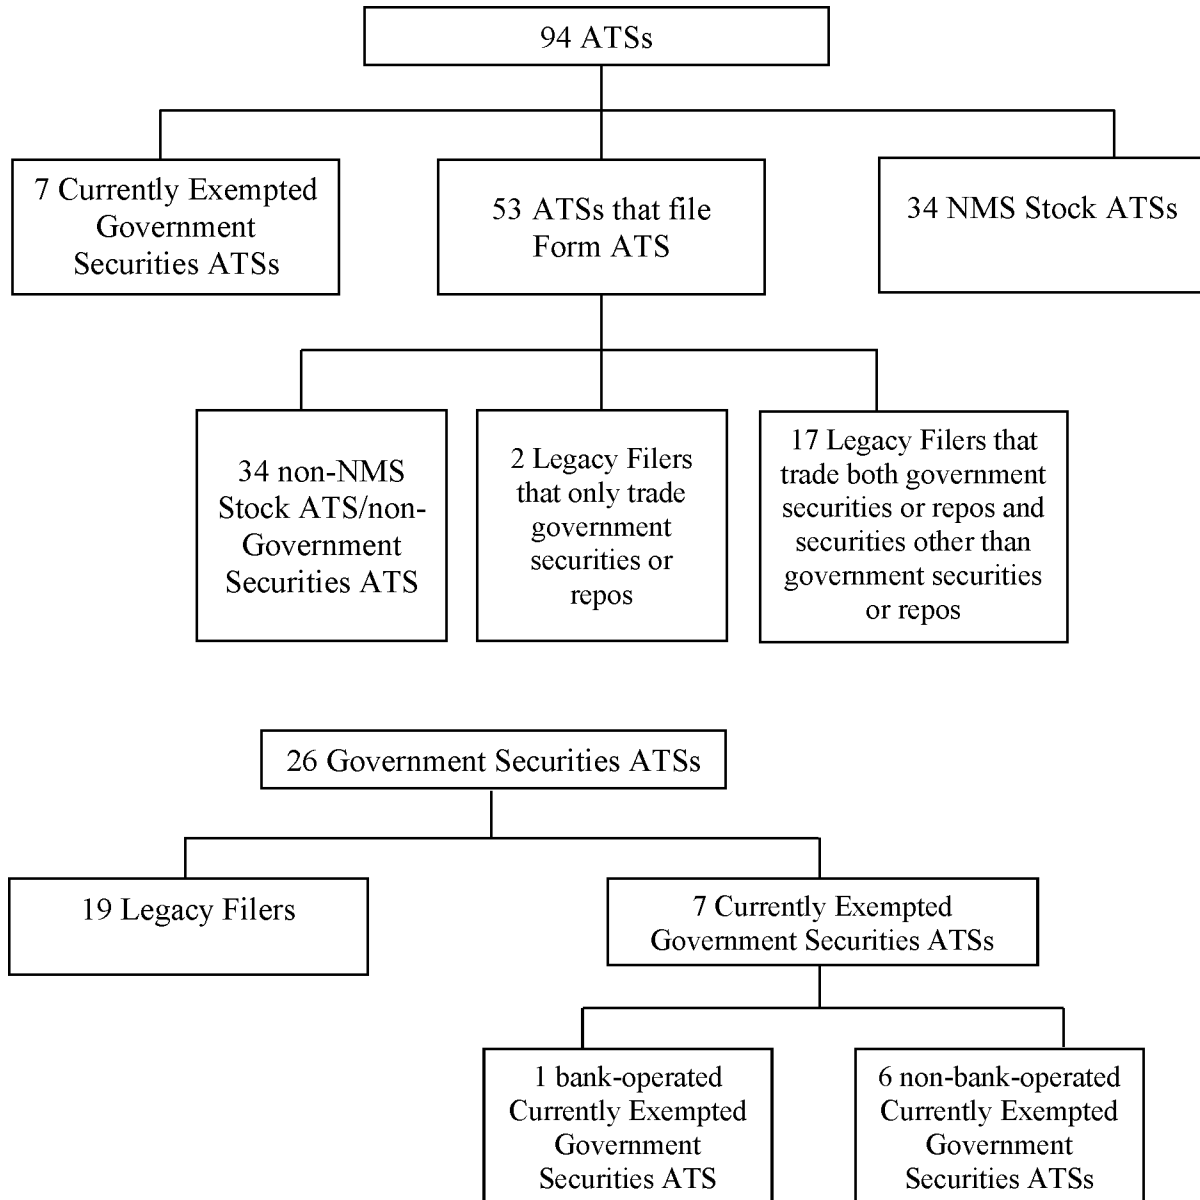 94 ATSs
7 Currently Exempted
Government
Securities ATSs
53 ATSs that file
Form ATS
34 NMS Stock ATSs
34 non-NMS
Stock ATS/non-
Government
Securities ATS
2 Legacy Filers
that only trade
government
securities or
repos
17 Legacy Filers that
trade both government
securities or repos and
securities other than
government securities
or repos
26 Government Securities ATSs
19 Legacy Filers
7 Currently Exempted
Government Securities ATSs
1 bank-operated
Currently Exempted
Government
Securities ATS
6 non-bank-operated
Currently Exempted
Government
Securities ATSs